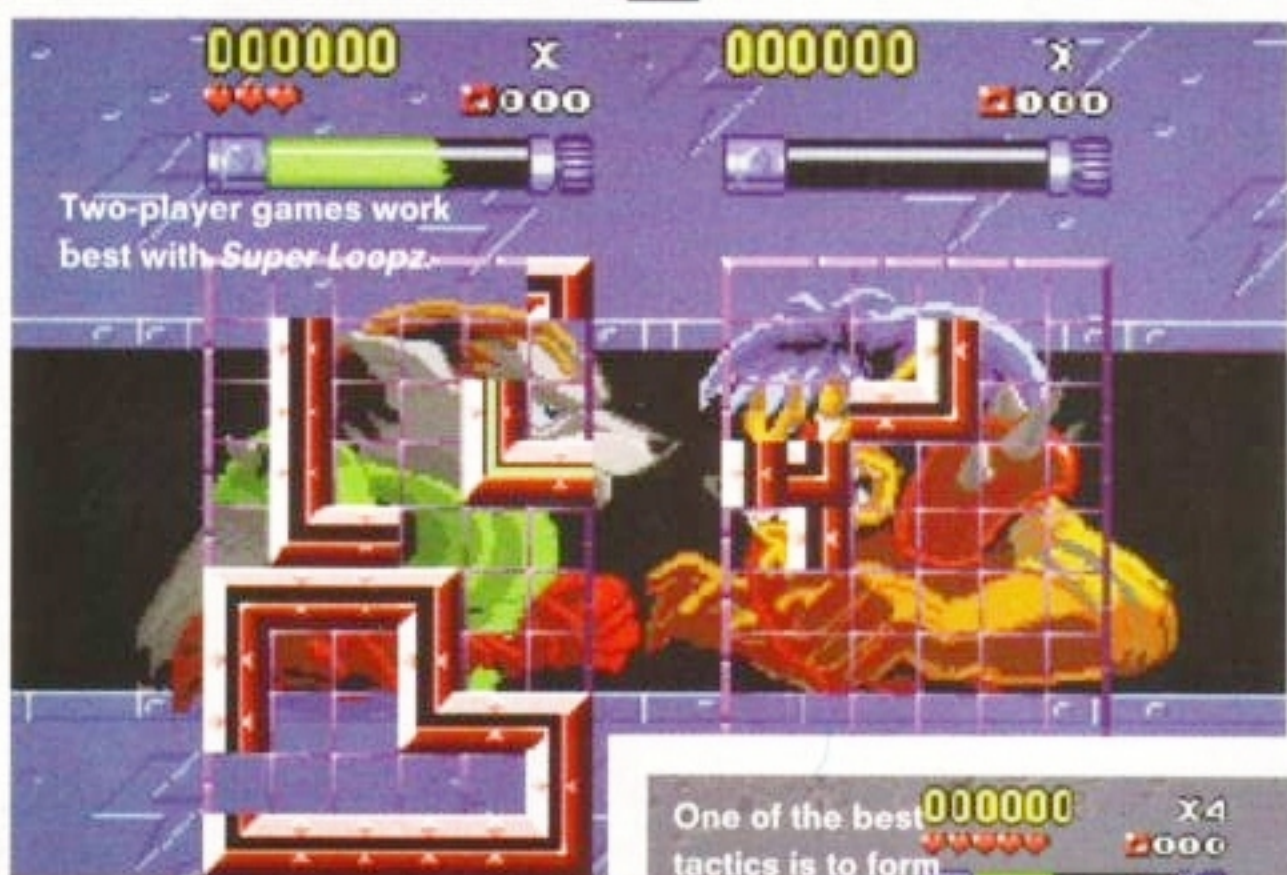 000000 X 000000 X
000 000
Two-player games work
best with Super Loopz.
One of the best 000000 X4
tactics is to form 000